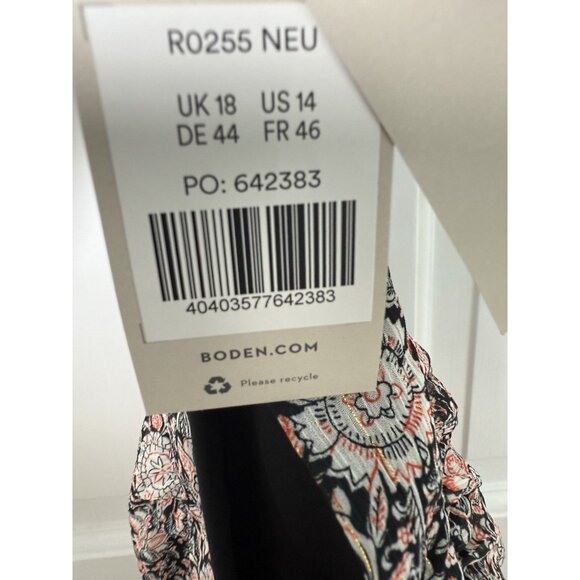 R0255 NEU
UK 18 US 14
DE 44 FR 46
PO: 642383
40403577642383
BODEN.COM
Please recycle